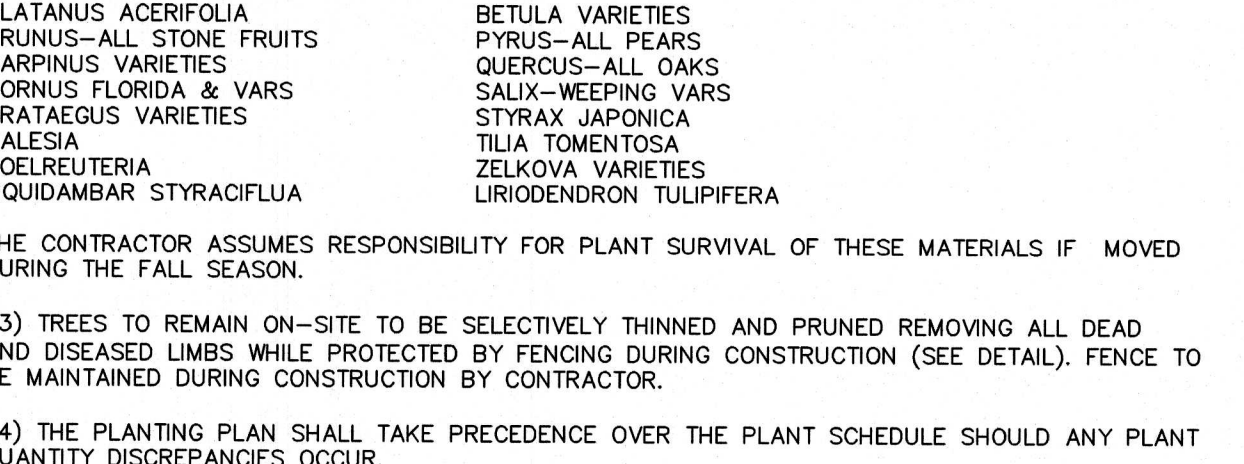 LATANUS ACERIFOLIA
RUNUS—ALL STONE FRUITS
ARPINUS VARIETIES
ORNUS FLORIDA & VARS
RATAEGUS VARIETIES
ALESIA
OELREUTERIA
QUIDAMBAR STYRACIFLUA
BETULA VARIETIES
PYRUS—ALL PEARS
QUERCUS—ALL OAKS
SALIX—WEEPING VARS
STYRAX JAPONICA
TILIA TOMENTOSA
ZELKOVA VARIETIES
LIRIODENDRON TULIPIFERA
HE CONTRACTOR ASSUMES RESPONSIBILITY FOR PLANT SURVIVAL OF THESE MATERIALS IF MOVED
URING THE FALL SEASON.
3) TREES TO REMAIN ON—SITE TO BE SELECTIVELY THINNED AND PRUNED REMOVING ALL DEAD
ND DISEASED LIMBS WHILE PROTECTED BY FENCING DURING CONSTRUCTION (SEE DETAIL). FENCE TO
E MAINTAINED DURING CONSTRUCTION BY CONTRACTOR.
4) THE PLANTING PLAN SHALL TAKE PRECEDENCE OVER THE PLANT SCHEDULE SHOULD ANY PLANT
UANTITY DISCREPANCIES OCCUR.